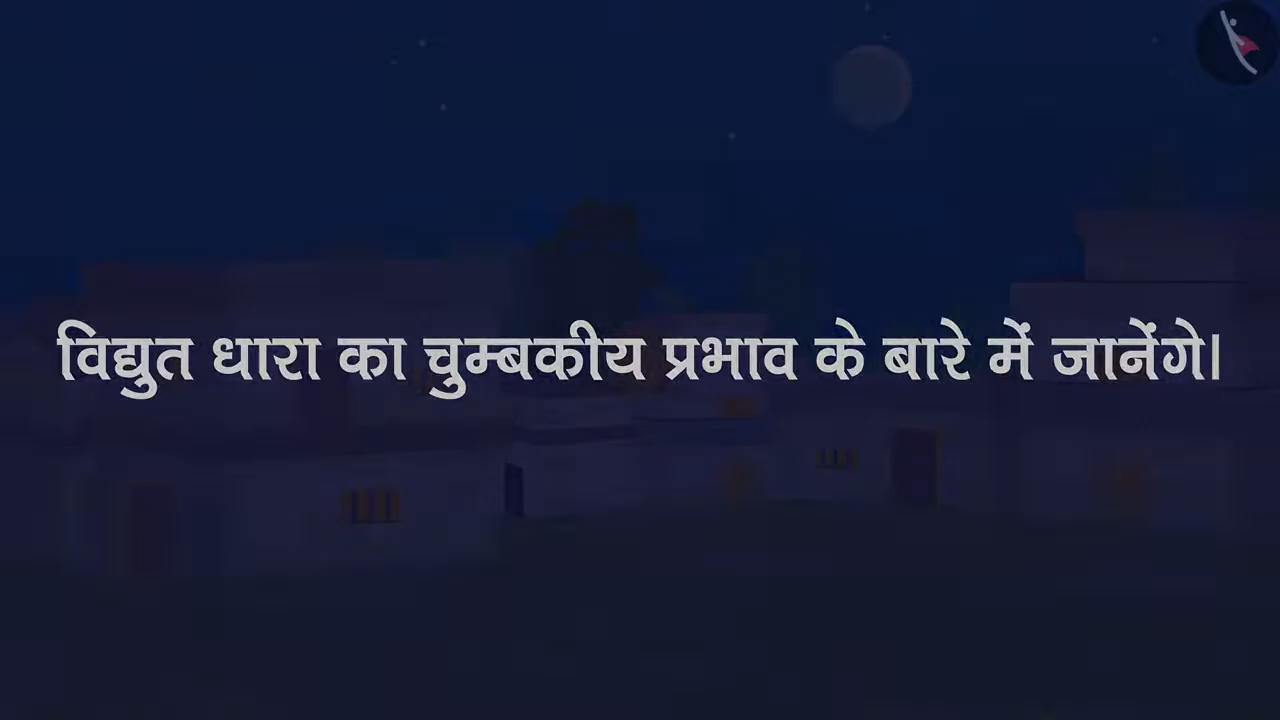 विद्युत धारा का चुम्बकीय प्रभाव के बारे में जानेंगे।